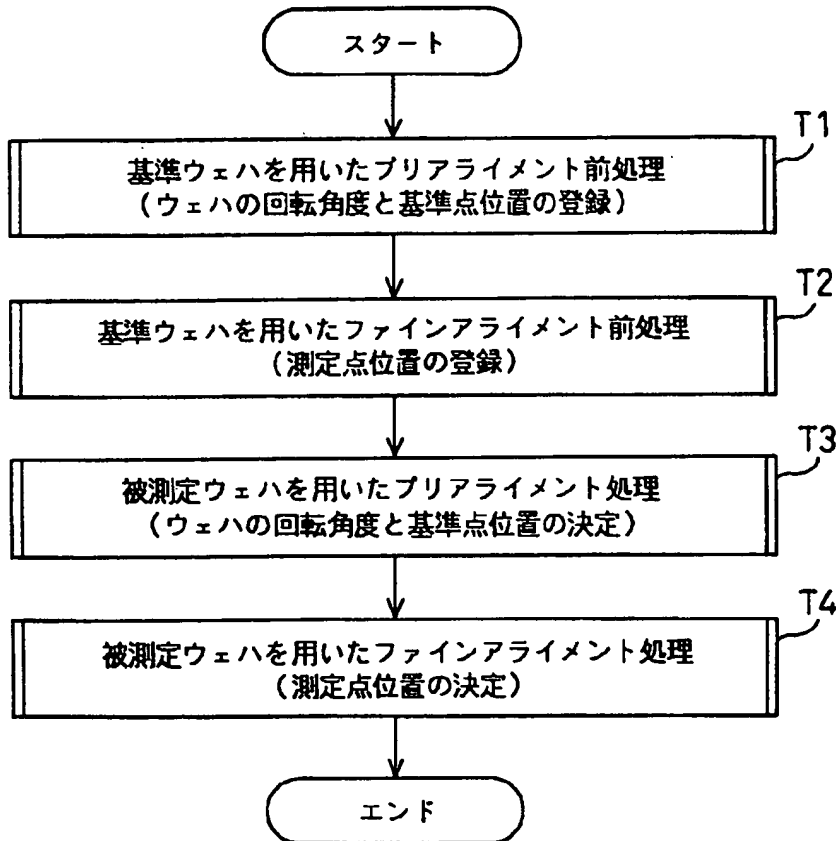 スタート
T1
基準ウェハを用いたプリアライメント前処理
(ウェハの回転角度と基準点位置の登録)
T2
基準ウェハを用いたファインアライメント前処理
(測定点位置の登録)
T3
被測定ウェハを用いたプリアライメント処理
(ウェハの回転角度と基準点位置の決定)
T4
被測定ウェハを用いたファインアライメント処理
(測定点位置の決定)
エンド